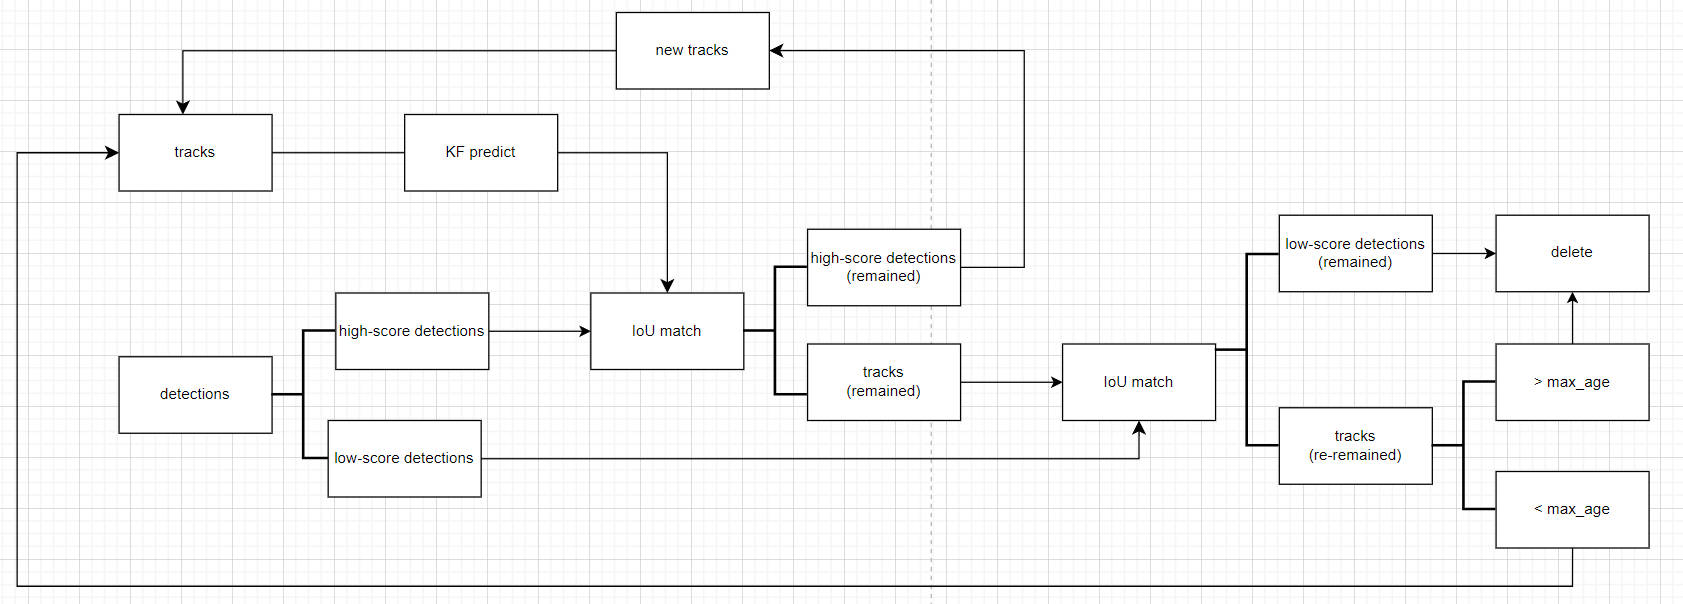 new tracks
tracks
KF predict
high-score detections
(remained)
low-score detections
(remained)
delete
high-score detections
IoU match
tracks
(remained)
IoU match
> max_age
detections
low-score detections
tracks
(re-remained)
< max_age